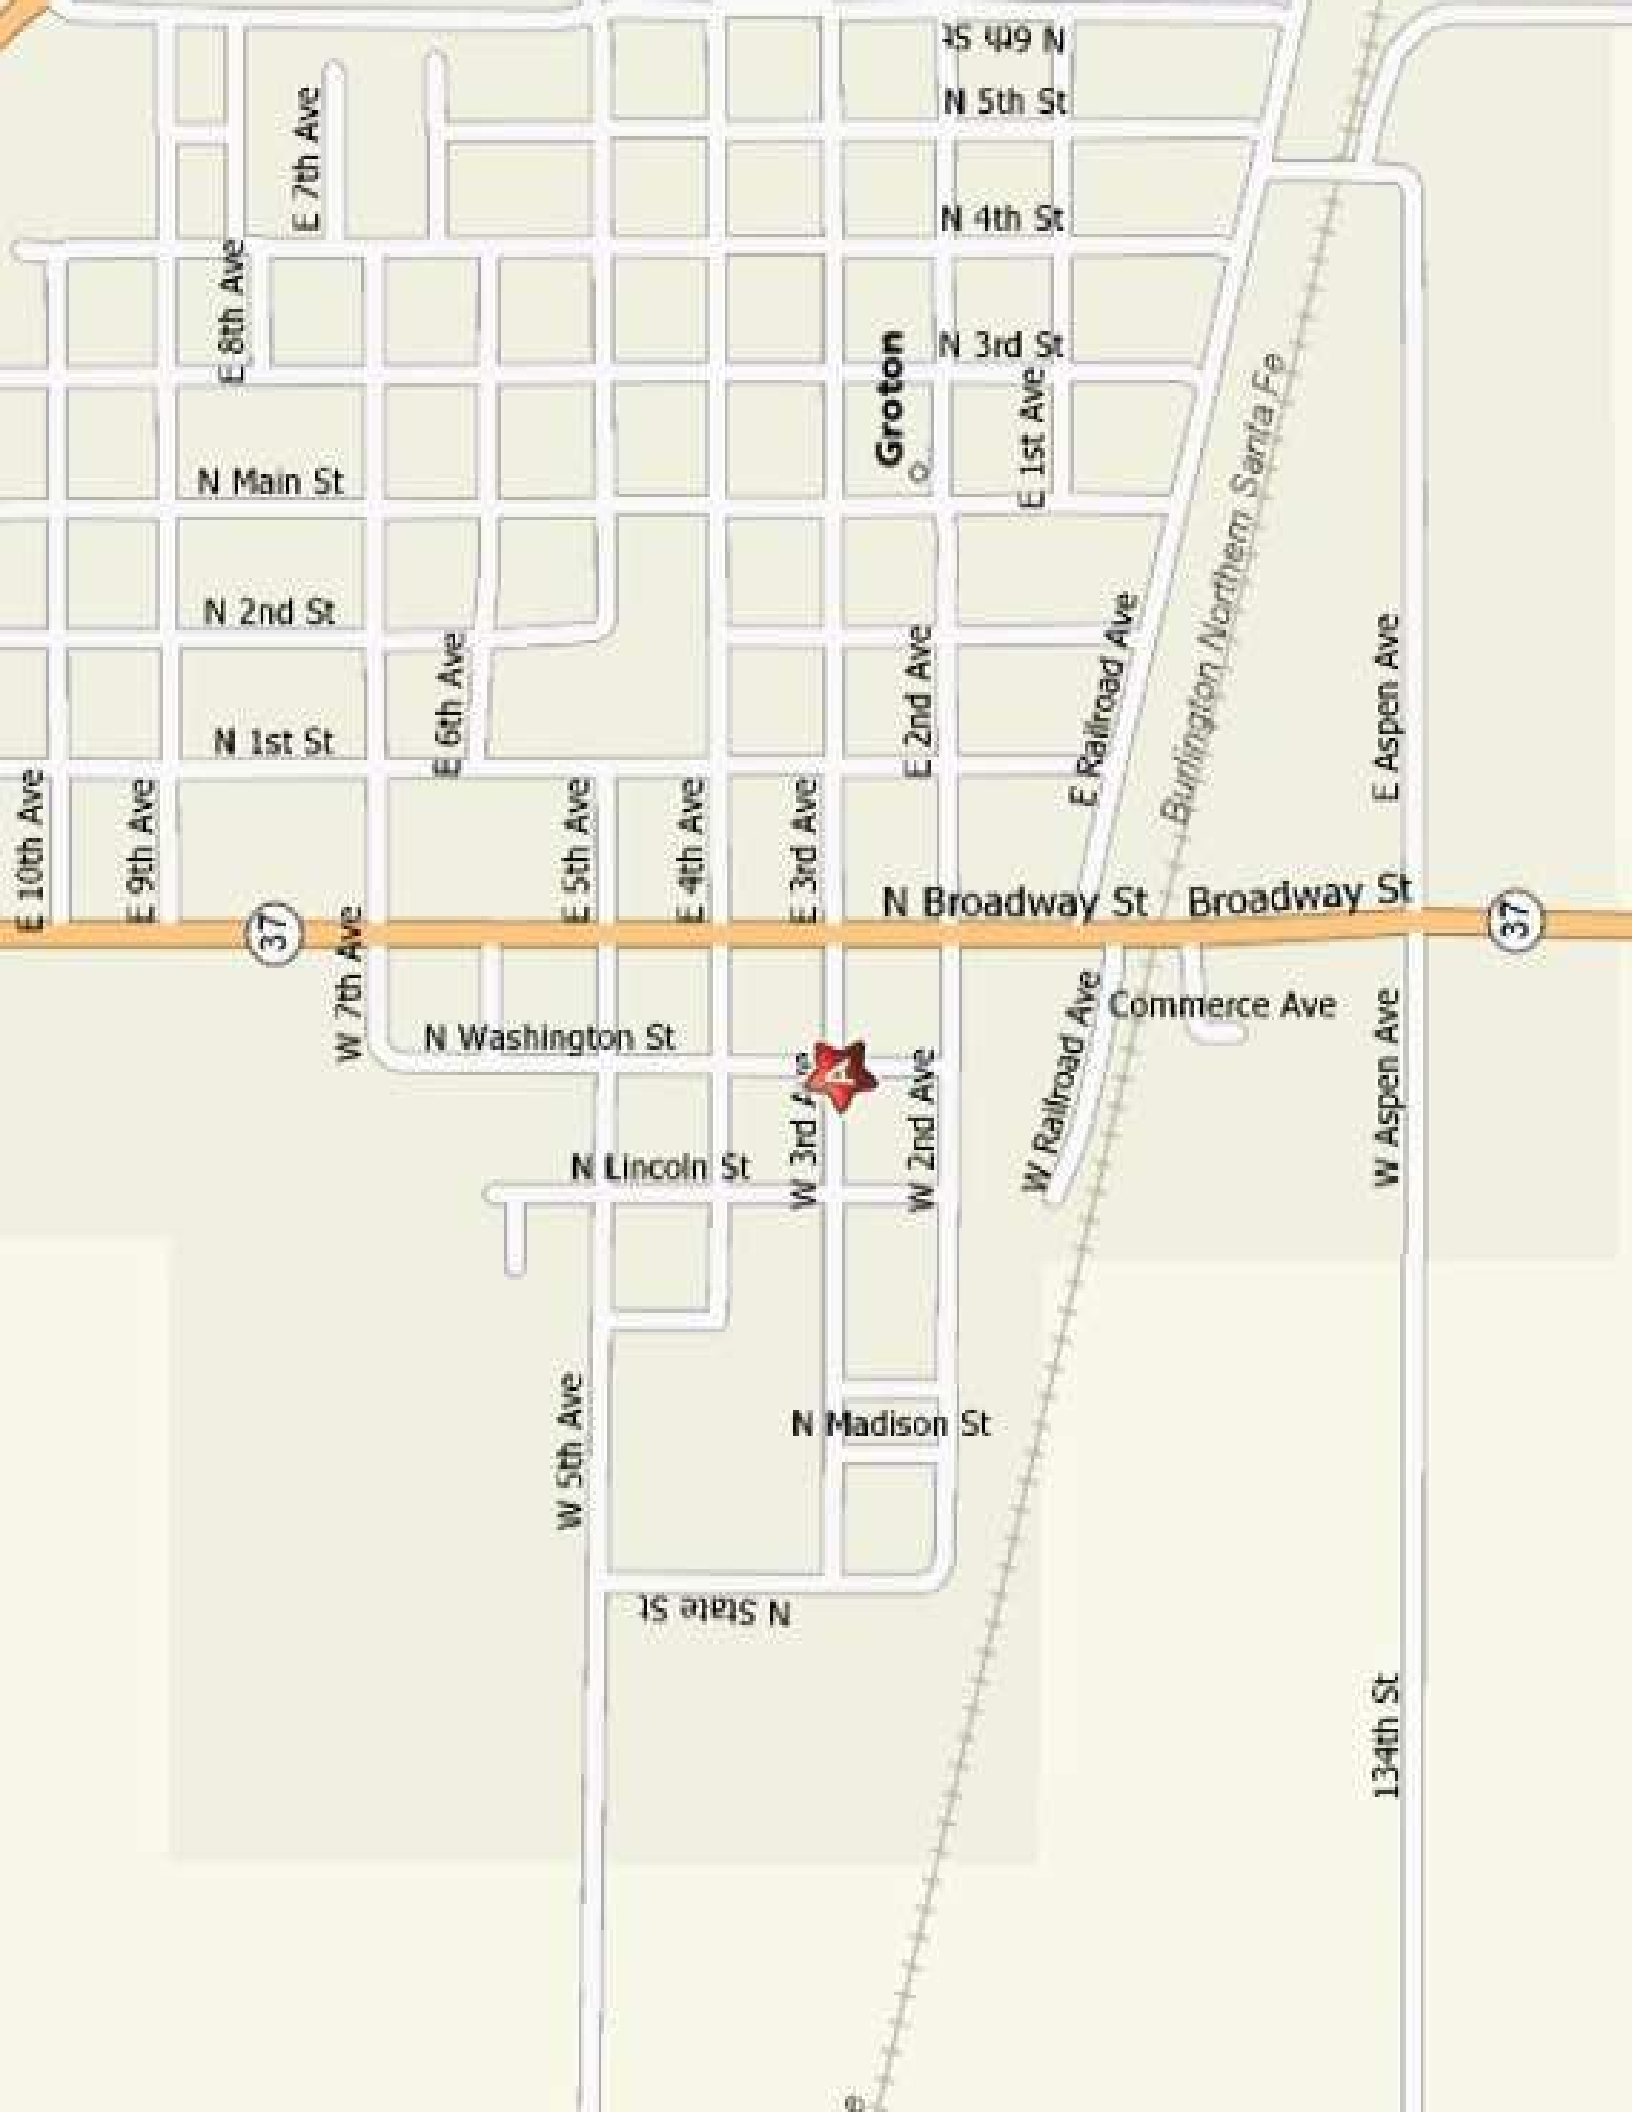 N 6th St
N 5th St
E 7th Ave
N 4th St
E 8th Ave
N 3rd St
Groton
E 1st Ave
Burlington Northern Santa Fe
N Main St
N 2nd St
E 6th Ave
E 2nd Ave
E Railroad Ave
E Aspen Ave
N 1st St
E 10th Ave
E 9th Ave
E 5th Ave
E 4th Ave
E 3rd Ave
N Broadway St
Broadway St
37
37
W 7th Ave
N Washington St
Commerce Ave
W Railroad Ave
W Aspen Ave
A
W 3rd Ave
W 2nd Ave
N Lincoln St
W 5th Ave
N Madison St
N State St
134th St
e